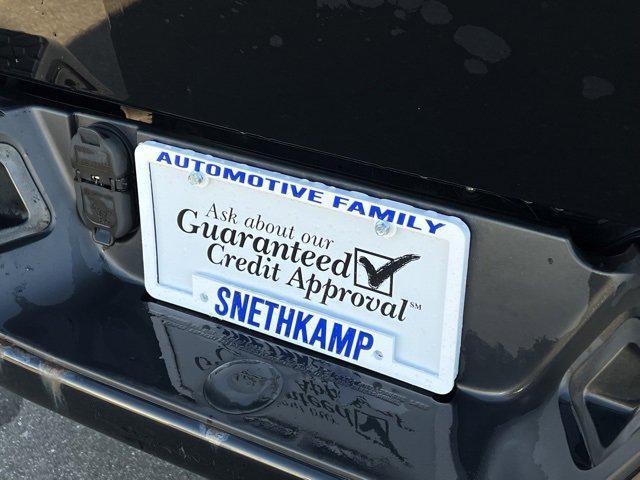 AUTOMOTIVE FAMILY
Ask about our
Guaranteed
Credit Approval℠
SNETHKAMP